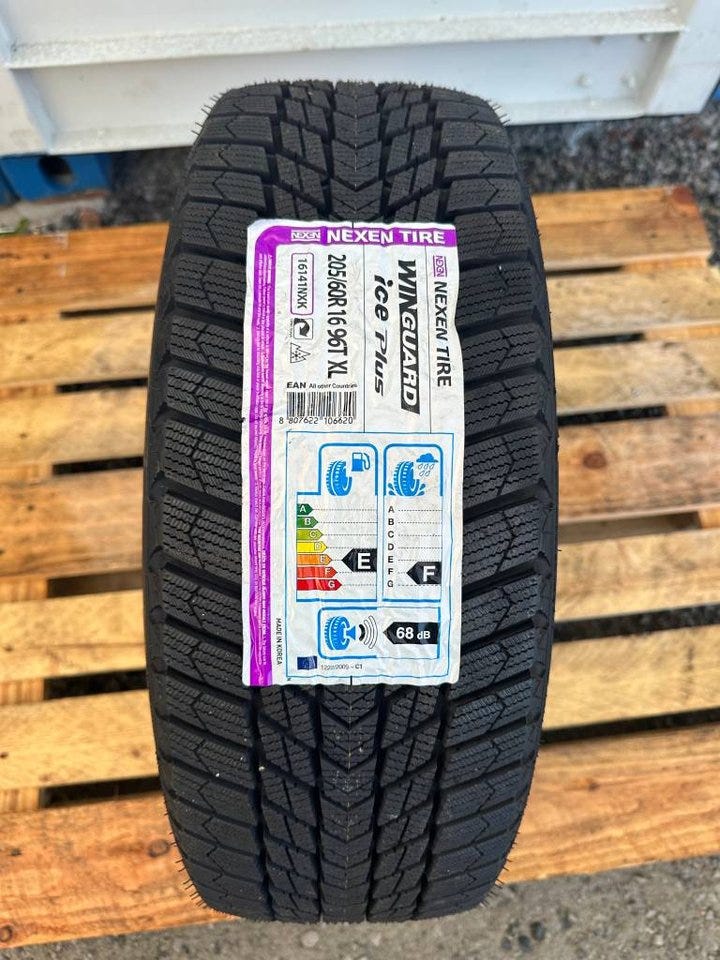 NEXEN NEXEN TIRE
NEXEN NEXEN TIRE
WINGUARD
ice Plus
205/60R 16 96T XL
16141NXK
EAN All other Countries
8 807622 106620
A
B
C
D
E
F
G
E
A
B
C
D
E
F
G
F
68 dB
MADE IN KOREA
1222/2009 - C1